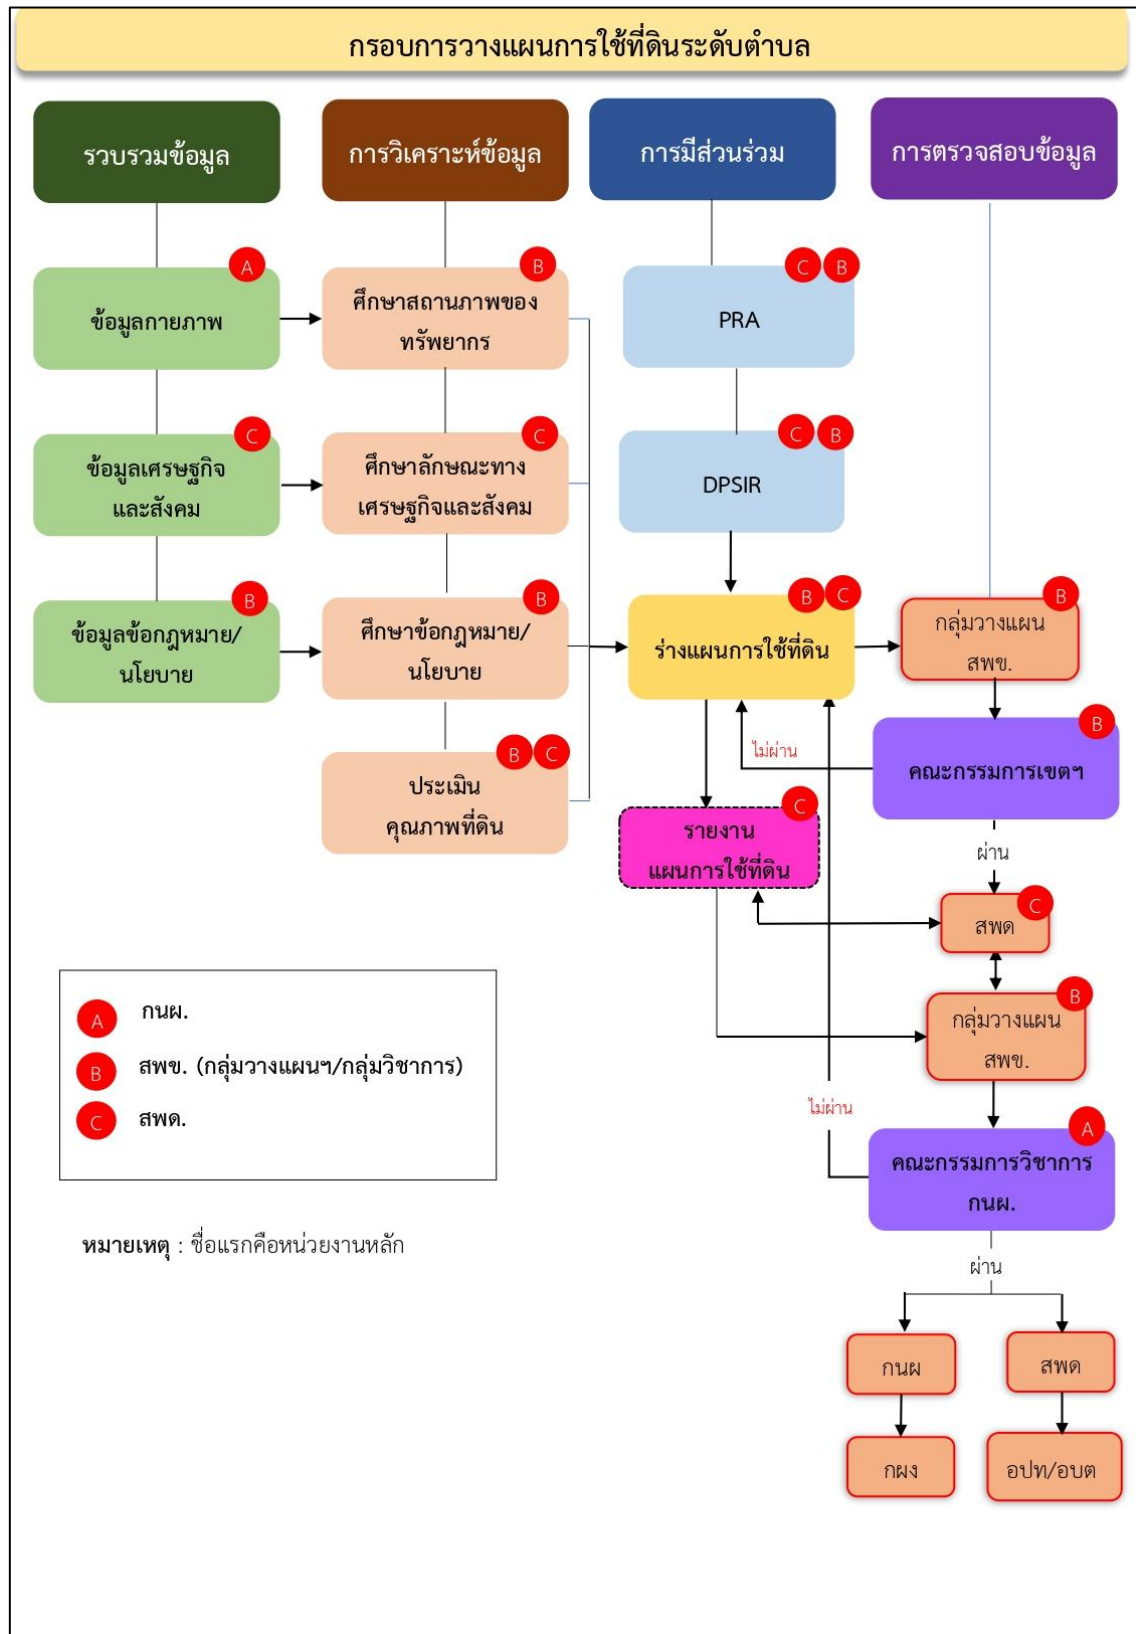 กรอบการวางแผนการใช้ที่ดินระดับตำบล
รวบรวมข้อมูล
การวิเคราะห์ข้อมูล
การมีส่วนร่วม
การตรวจสอบข้อมูล
A
ข้อมูลกายภาพ
B
ศึกษาสถานภาพของ
ทรัพยากร
C B
PRA
C
ข้อมูลเศรษฐกิจ
และสังคม
C
ศึกษาลักษณะทาง
เศรษฐกิจและสังคม
C B
DPSIR
B
ข้อมูลข้อกฎหมาย/
นโยบาย
B
ศึกษาข้อกฎหมาย/
นโยบาย
B C
ร่างแผนการใช้ที่ดิน
B
กลุ่มวางแผน
สพข.
B C
ประเมิน
คุณภาพที่ดิน
ไม่ผ่าน
B
คณะกรรมการเขตฯ
C
รายงาน
แผนการใช้ที่ดิน
ผ่าน
C
สพด
B
กลุ่มวางแผน
สพข.
A กนผ.
B สพข. (กลุ่มวางแผนฯ/กลุ่มวิชาการ)
C สพด.
ไม่ผ่าน
A
คณะกรรมการวิชาการ
กนผ.
หมายเหตุ : ชื่อแรกคือหน่วยงานหลัก
ผ่าน
กนผ
สพด
กผง
อปท/อบต